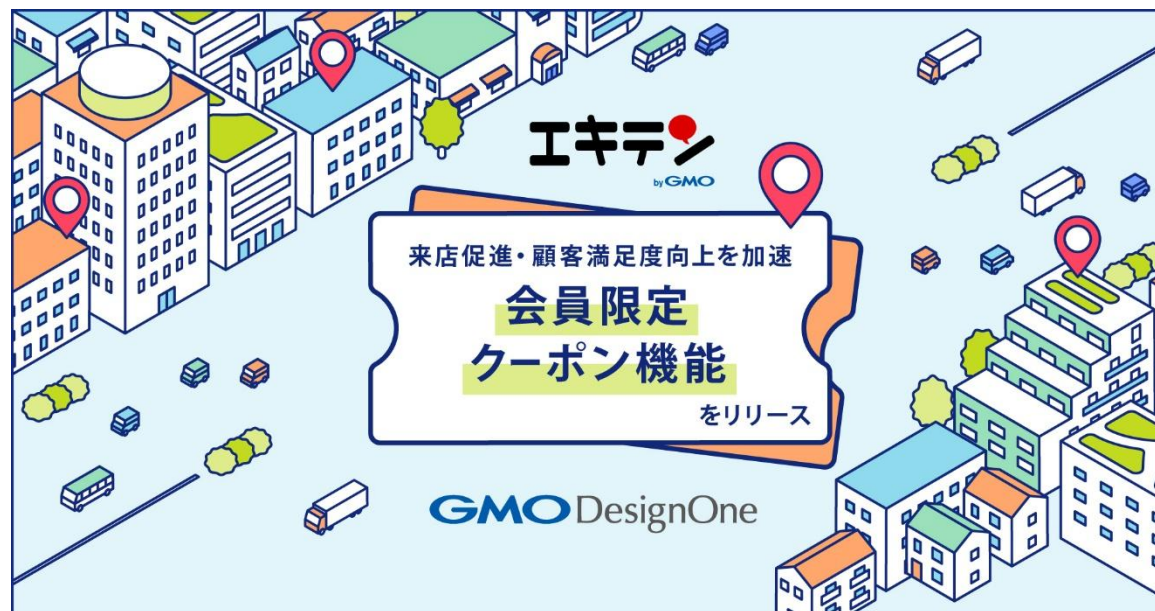 エキテン
by GMO
来店促進・顧客満足度向上を加速
会員限定
クーポン機能
をリリース
GMO DesignOne